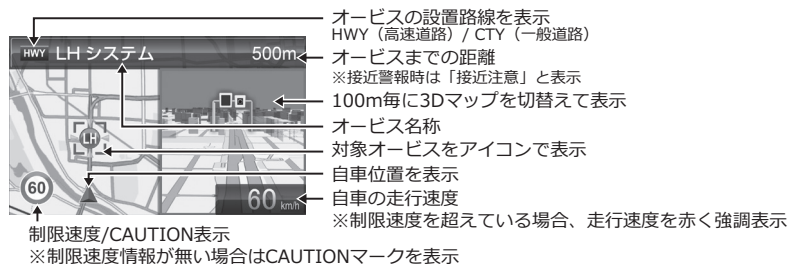 オービスの設置路線を表示
HWY（高速道路）/ CTY（一般道路）
HWY LH システム 500m
オービスまでの距離
※接近警報時は「接近注意」と表示
100m毎に3Dマップを切替えて表示
オービス名称
LH
対象オービスをアイコンで表示
自車位置を表示
60
60 km/h
自車の走行速度
※制限速度を超えている場合、走行速度を赤く強調表示
制限速度/CAUTION表示
※制限速度情報が無い場合はCAUTIONマークを表示